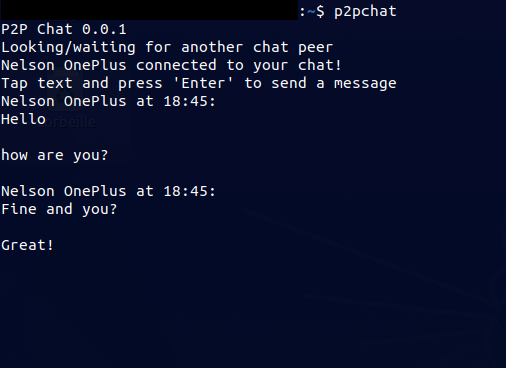 :~$ p2pchat
P2P Chat 0.0.1
Looking/waiting for another chat peer
Nelson OnePlus connected to your chat!
Tap text and press 'Enter' to send a message
Nelson OnePlus at 18:45:
Hello
Corbeille
how are you?
Nelson OnePlus at 18:45:
Fine and you?
Great!